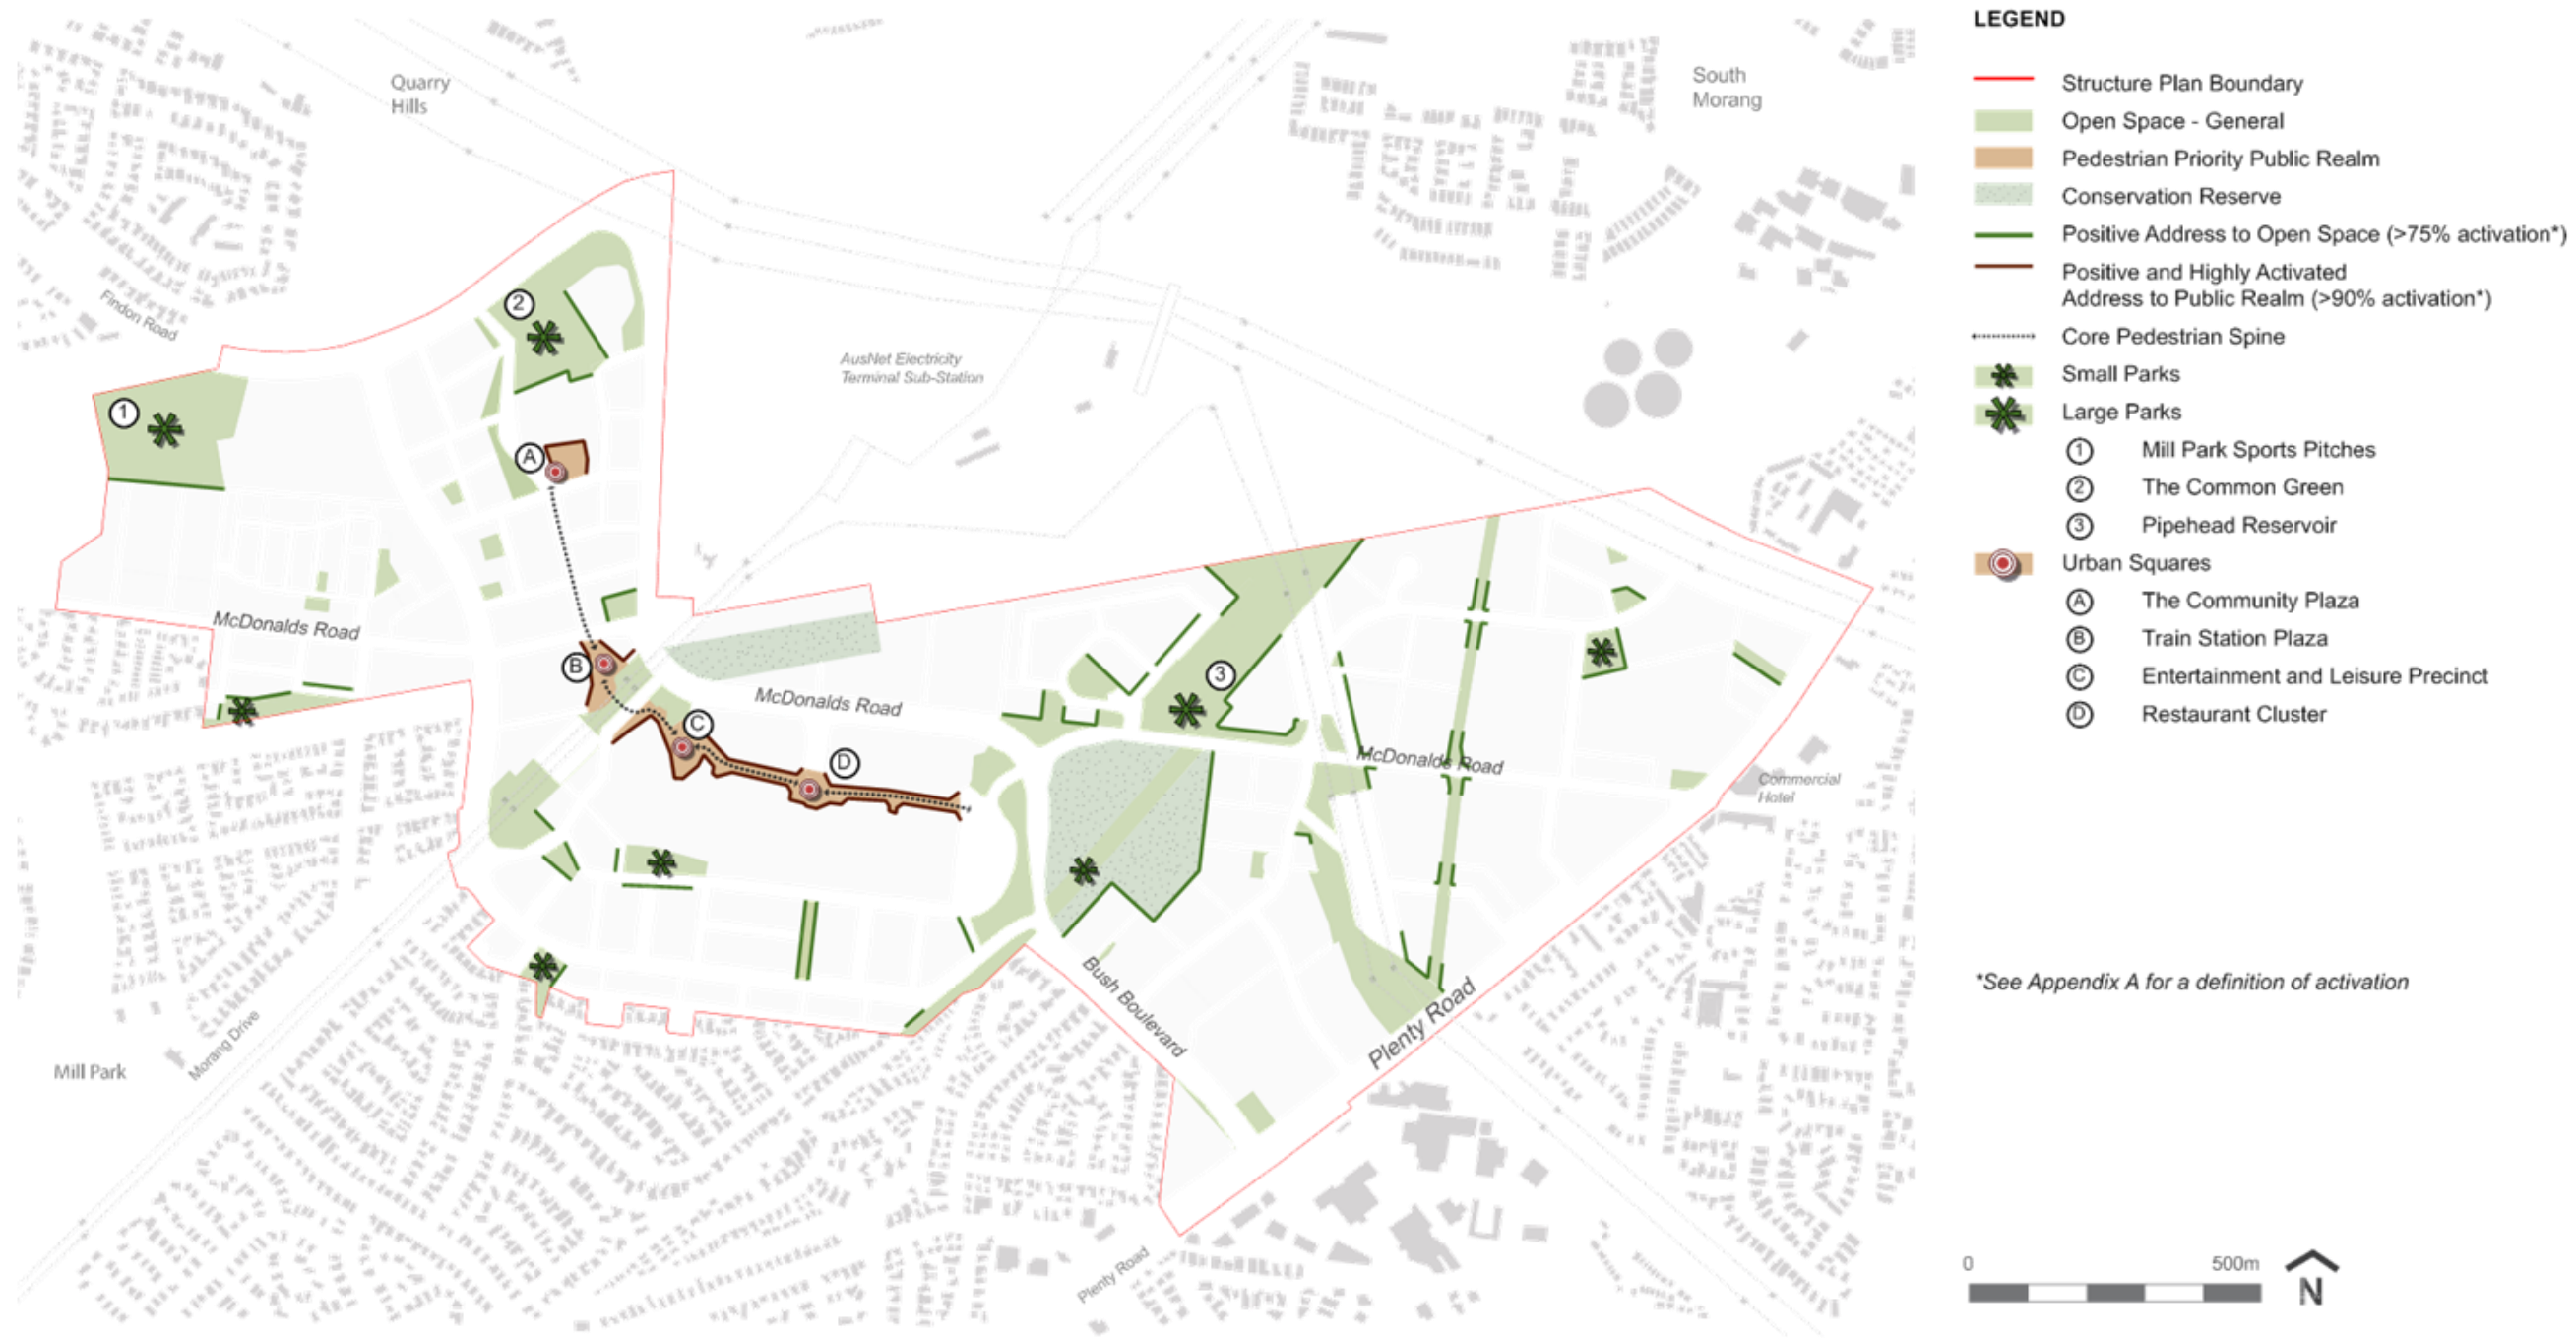 Quarry
Hills
South
Morang
Findon Road
2
AusNet Electricity
Terminal Sub-Station
1
A
McDonalds Road
B
McDonalds Road
3
C
D
McDonalds Road
Commercial
Hotel
Bush Boulevard
Plenty Road
Morang Drive
Mill Park
Plenty Road
LEGEND
Structure Plan Boundary
Open Space - General
Pedestrian Priority Public Realm
Conservation Reserve
Positive Address to Open Space (>75% activation*)
Positive and Highly Activated
Address to Public Realm (>90% activation*)
Core Pedestrian Spine
Small Parks
Large Parks
1 Mill Park Sports Pitches
2 The Common Green
3 Pipehead Reservoir
Urban Squares
A The Community Plaza
B Train Station Plaza
C Entertainment and Leisure Precinct
D Restaurant Cluster
*See Appendix A for a definition of activation
0 500m
N